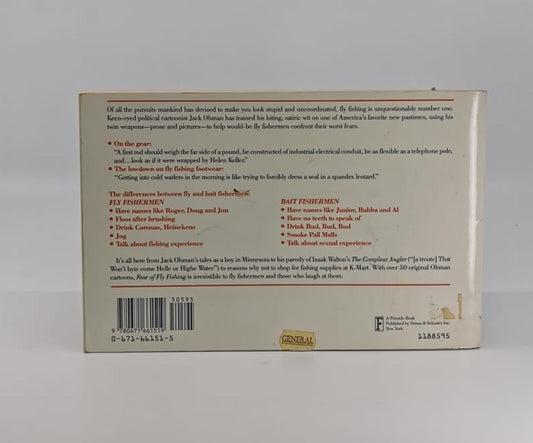 Of all the pursuits mankind has devised to make you look stupid and uncoordinated, fly fishing is unquestionably number one.
Keen-eyed political cartoonist Jack Ohman has trained his biting, satiric wit on one of America's favorite new pastimes, using his
twin weapons—prose and pictures—to help would-be fly fishermen confront their worst fears.
• On the gear:
"A first rod should weigh the far side of a pound, be constructed of industrial electrical conduit, be as flexible as a telephone pole,
and...look as if it were wrapped by Helen Keller."
• The lowdown on fly fishing footwear:
"Getting into cold waders in the morning is like trying to forcibly dress a seal in a spandex leotard."
The differences between fly and bait fishermen:
FLY FISHERMEN
• Have names like Roger, Doug and Jon
• Floss after brushing
• Drink Coronas, Heinekens
• Jog
• Talk about fishing experience
BAIT FISHERMEN
• Have names like Junior, Bubba and Al
• Have no teeth to speak of
• Drink Bud, Bud, Bud
• Smoke Pall Malls
• Talk about sexual experience
It's all here from Jack Ohman's tales as a boy in Minnesota to his parody of Izaak Walton's The Compleat Angler ("[a troute] That
Won't byte come Helle or Highe Water") to reasons why not to shop for fishing supplies at K-Mart. With over 50 original Ohman
cartoons, Fear of Fly Fishing is irresistible to fly fishermen and those who laugh at them.
50595
9 780671 661519
0-671-66151-5
GENERAL
A Fireside Book
Published by Simon & Schuster Inc.
New York
1188595